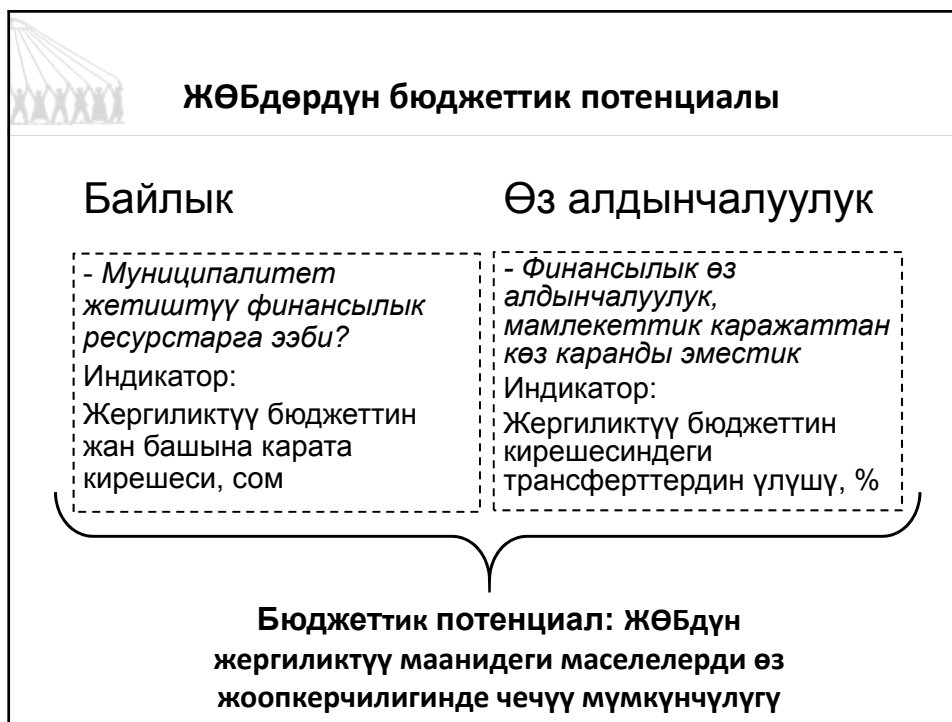 ЖӨБдөрдүн бюджеттик потенциалы
Байлык
- Муниципалитет
жетиштүү финансылык
ресурстарга ээби?
Индикатор:
Жергиликтүү бюджеттин
жан башына карата
кирешеси, сом
Өз алдынчалуулук
- Финансылык өз
алдынчалуулук,
мамлекеттик каражаттан
көз каранды эместик
Индикатор:
Жергиликтүү бюджеттин
кирешесиндеги
трансферттердин үлүшү, %
Бюджеттик потенциал: ЖӨБдүн
жергиликтүү маанидеги маселелерди өз
жоопкерчилигинде чечүү мүмкүнчүлүгү